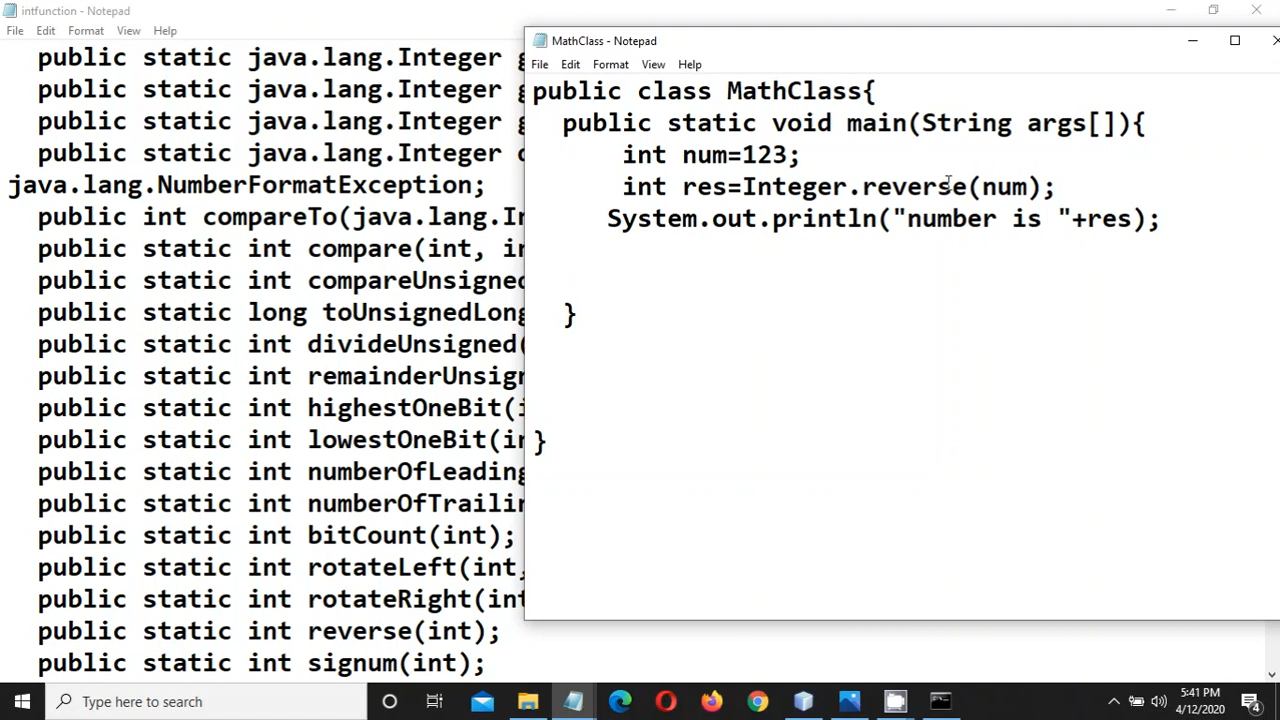 intfunction - Notepad
File Edit Format View Help
public static java.lang.Integer g
public static java.lang.Integer g
public static java.lang.Integer g
public static java.lang.Integer d
java.lang.NumberFormatException;
public int compareTo(java.lang.In
public static int compare(int, in
public static int compareUnsigned
public static long toUnsignedLong
public static int divideUnsigned(
public static int remainderUnsign
public static int highestOneBit(i
public static int lowestOneBit(in
public static int numberOfLeading
public static int numberOfTrailin
public static int bitCount(int);
public static int rotateLeft(int,
public static int rotateRight(int
public static int reverse(int);
public static int signum(int);
MathClass - Notepad
File Edit Format View Help
public class MathClass{
public static void main(String args[]){
int num=123;
int res=Integer.reverse(num);
System.out.println("number is "+res);
}
}
Type here to search
5:41 PM
4/12/2020
4